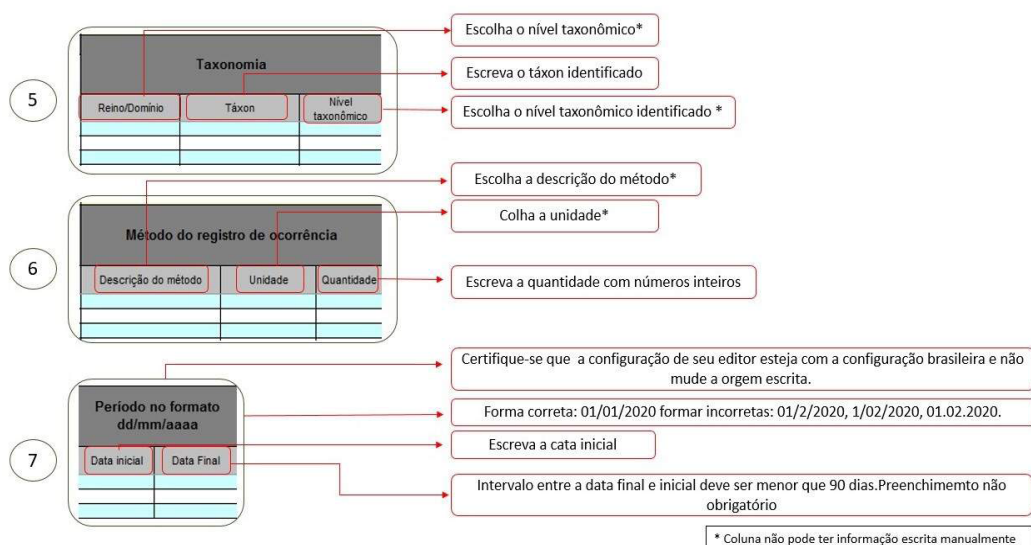 Escolha o nível taxonômico*
Taxonomia
Escreva o táxon identificado
5
Reino/Domínio
Táxon
Nível
taxonômico
Escolha o nível taxonômico identificado *
Escolha a descrição do método*
Colha a unidade*
Método do registro de ocorrência
6
Descrição do método
Unidade
Quantidade
Escreva a quantidade com números inteiros
Certifique-se que a configuração de seu editor esteja com a configuração brasileira e não
mude a orgem escrita.
Período no formato
dd/mm/aaaa
Forma correta: 01/01/2020 formar incorretas: 01/2/2020, 1/02/2020, 01.02.2020.
Escreva a cata inicial
7
Data inicial
Data Final
Intervalo entre a data final e inicial deve ser menor que 90 dias.Preenchimemto não
obrigatório
* Coluna não pode ter informação escrita manualmente